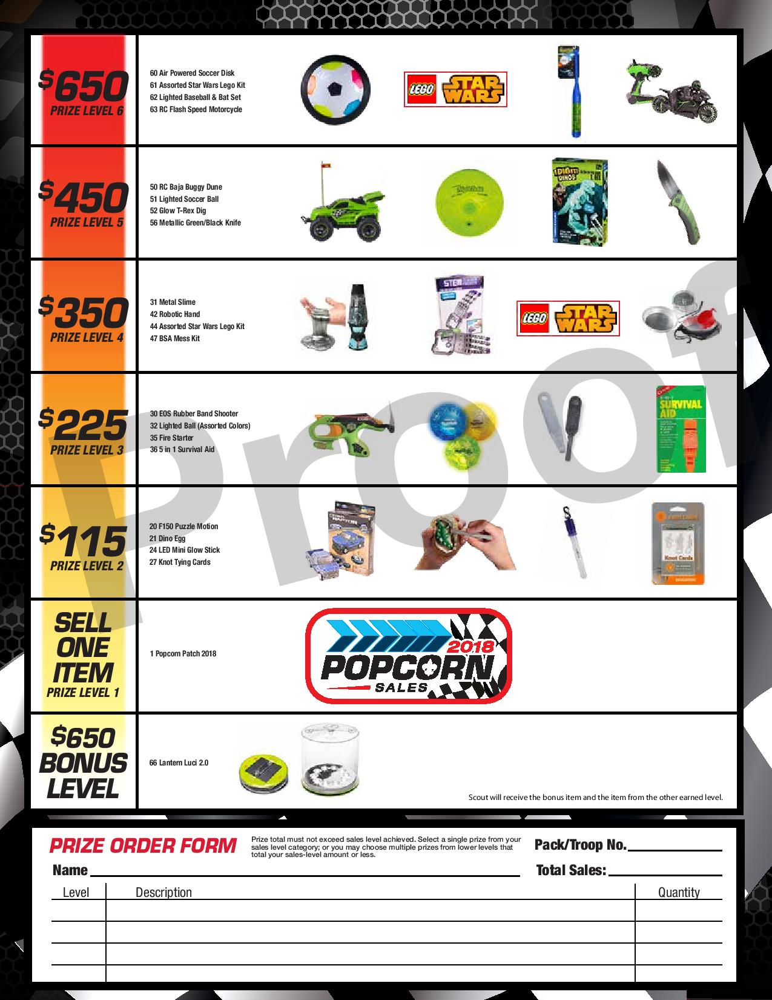 $650
PRIZE LEVEL 6
60 Air Powered Soccer Disk
61 Assorted Star Wars Lego Kit
62 Lighted Baseball & Bat Set
63 RC Flash Speed Motorcycle
LEGO STAR WARS
$450
PRIZE LEVEL 5
50 RC Baja Buggy Dune
51 Lighted Soccer Ball
52 Glow T-Rex Dig
56 Metallic Green/Black Knife
I DIG IT!
DINOS
T. REX
$350
PRIZE LEVEL 4
31 Metal Slime
42 Robotic Hand
44 Assorted Star Wars Lego Kit
47 BSA Mess Kit
STEM
LEGO STAR WARS
$225
PRIZE LEVEL 3
30 EOS Rubber Band Shooter
32 Lighted Ball (Assorted Colors)
35 Fire Starter
36 5 in 1 Survival Aid
SURVIVAL
AID
$115
PRIZE LEVEL 2
20 F150 Puzzle Motion
21 Dino Egg
24 LED Mini Glow Stick
27 Knot Tying Cards
RAPTOR
Knot Cards
SELL
ONE
ITEM
PRIZE LEVEL 1
1 Popcorn Patch 2018
2018
POPCORN
SALES
$650
BONUS
LEVEL
66 Lantern Luci 2.0
Scout will receive the bonus item and the item from the other earned level.
Proof
PRIZE ORDER FORM
Prize total must not exceed sales level achieved. Select a single prize from your
sales level category; or you may choose multiple prizes from lower levels that
total your sales-level amount or less.
Pack/Troop No.
Name
Total Sales:
Level Description Quantity